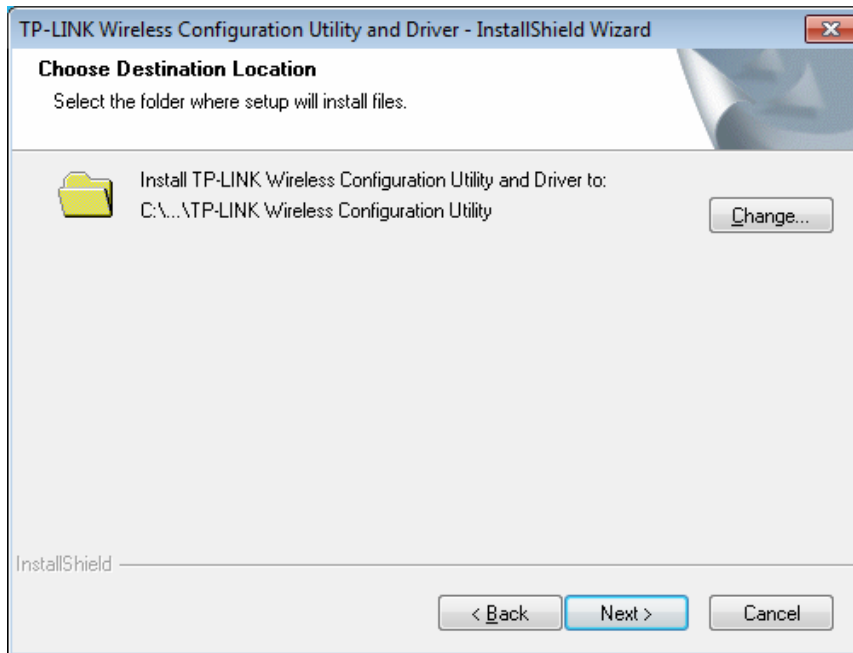 TP-LINK Wireless Configuration Utility and Driver - InstallShield Wizard
Choose Destination Location
Select the folder where setup will install files.
Install TP-LINK Wireless Configuration Utility and Driver to:
C:\...\TP-LINK Wireless Configuration Utility
Change...
InstallShield
< Back
Next >
Cancel